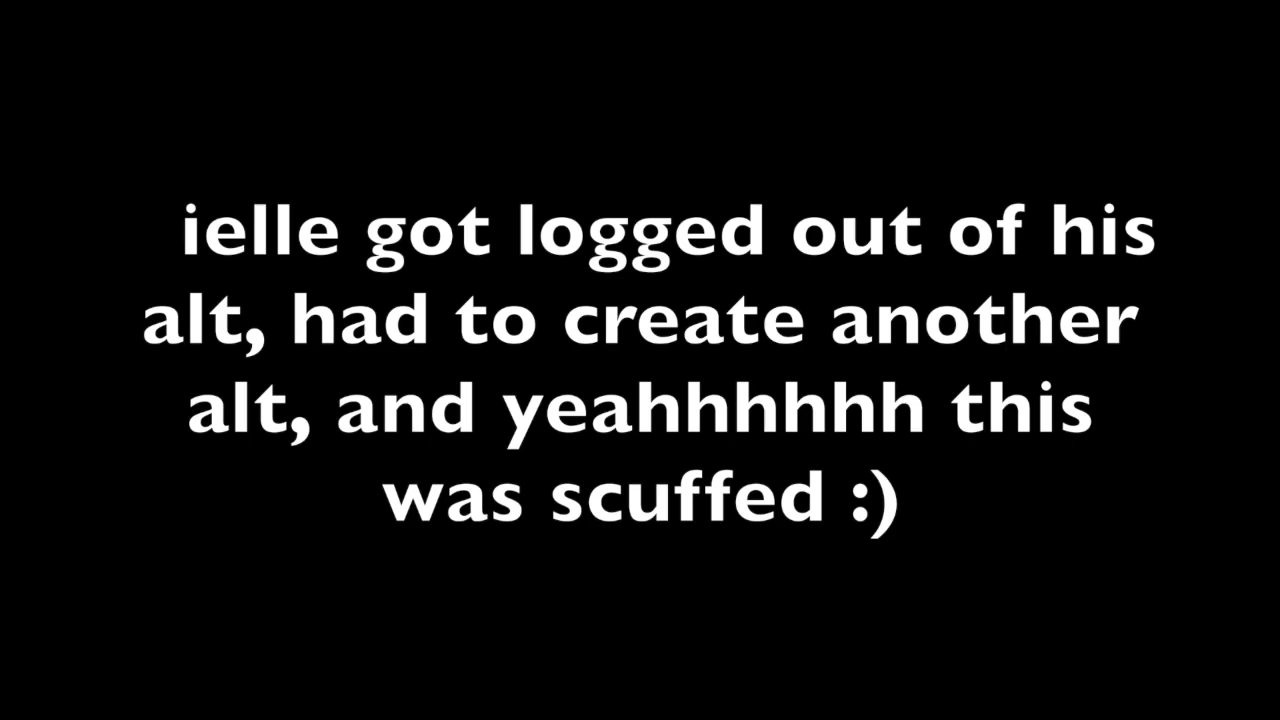 ielle got logged out of his
alt, had to create another
alt, and yeahhhhhh this
was scuffed :)